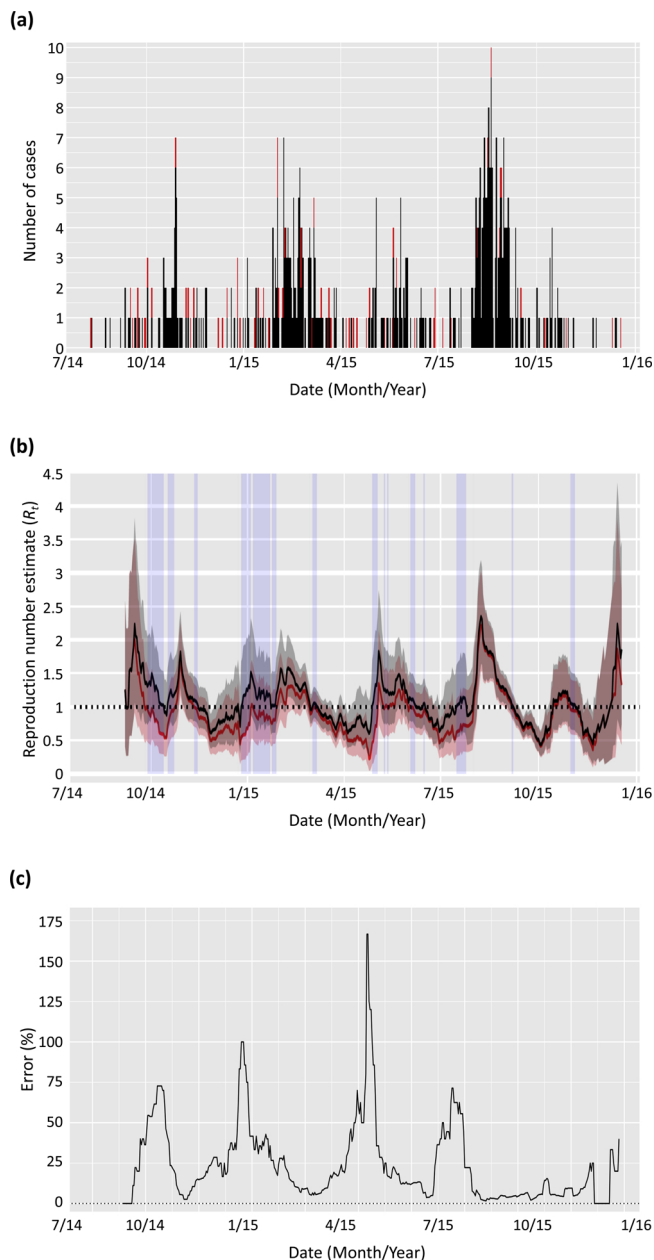 (a)
10
9
8
7
6
5
4
3
2
1
0
Number of cases
7/14 10/14 1/15 4/15 7/15 10/15 1/16
Date (Month/Year)
(b)
4.5
4
3.5
3
2.5
2
1.5
1
0.5
0
Reproduction number estimate (Rt)
7/14 10/14 1/15 4/15 7/15 10/15 1/16
Date (Month/Year)
(c)
175
150
125
100
75
50
25
0
Error (%)
7/14 10/14 1/15 4/15 7/15 10/15 1/16
Date (Month/Year)